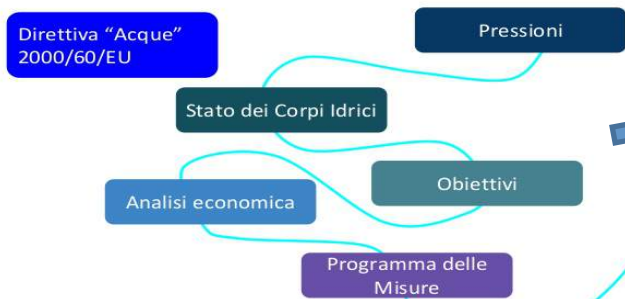 Direttiva “Acque”
2000/60/EU
Pressioni
Stato dei Corpi Idrici
Obiettivi
Analisi economica
Programma delle
Misure